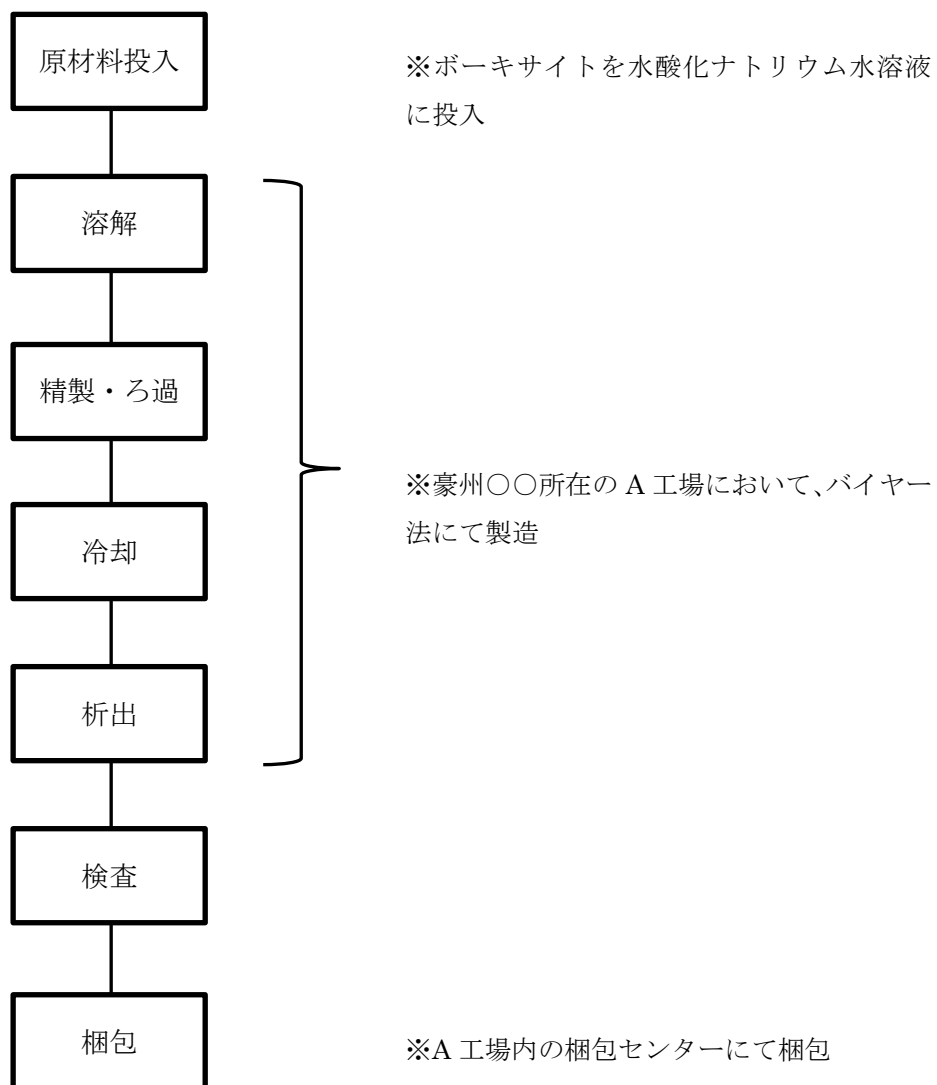 原材料投入
※ボーキサイトを水酸化ナトリウム水溶液
に投入
溶解
精製・ろ過
※豪州○○所在の A 工場において、バイヤー
法にて製造
冷却
析出
検査
梱包
※A 工場内の梱包センターにて梱包